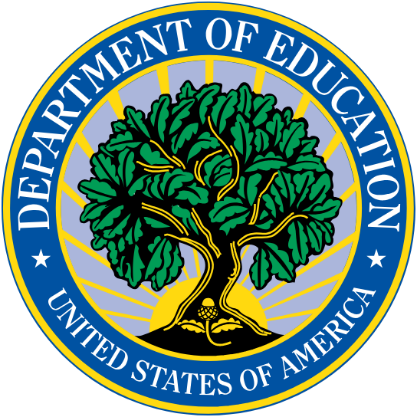 DEPARTMENT OF EDUCATION
UNITED STATES OF AMERICA